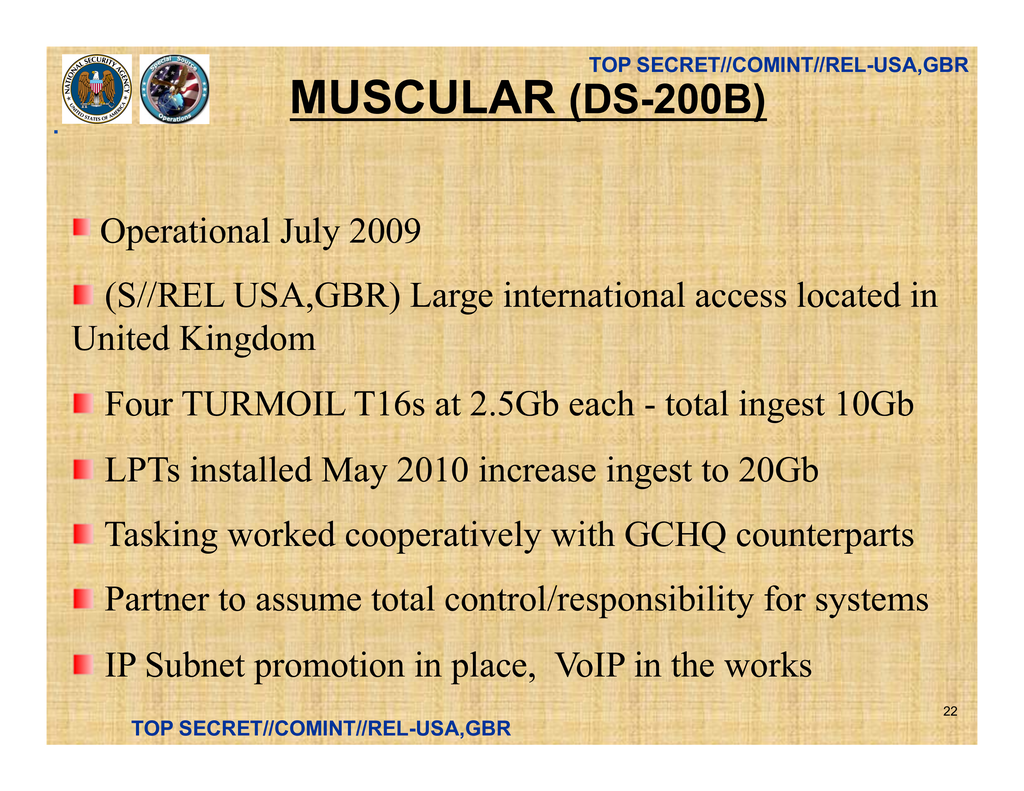 NATIONAL SECURITY AGENCY
UNITED STATES OF AMERICA
Special Source
Operations
TOP SECRET//COMINT//REL-USA,GBR
MUSCULAR (DS-200B)
Operational July 2009
(S//REL USA,GBR) Large international access located in
United Kingdom
Four TURMOIL T16s at 2.5Gb each - total ingest 10Gb
LPTs installed May 2010 increase ingest to 20Gb
Tasking worked cooperatively with GCHQ counterparts
Partner to assume total control/responsibility for systems
IP Subnet promotion in place,  VoIP in the works
22
TOP SECRET//COMINT//REL-USA,GBR